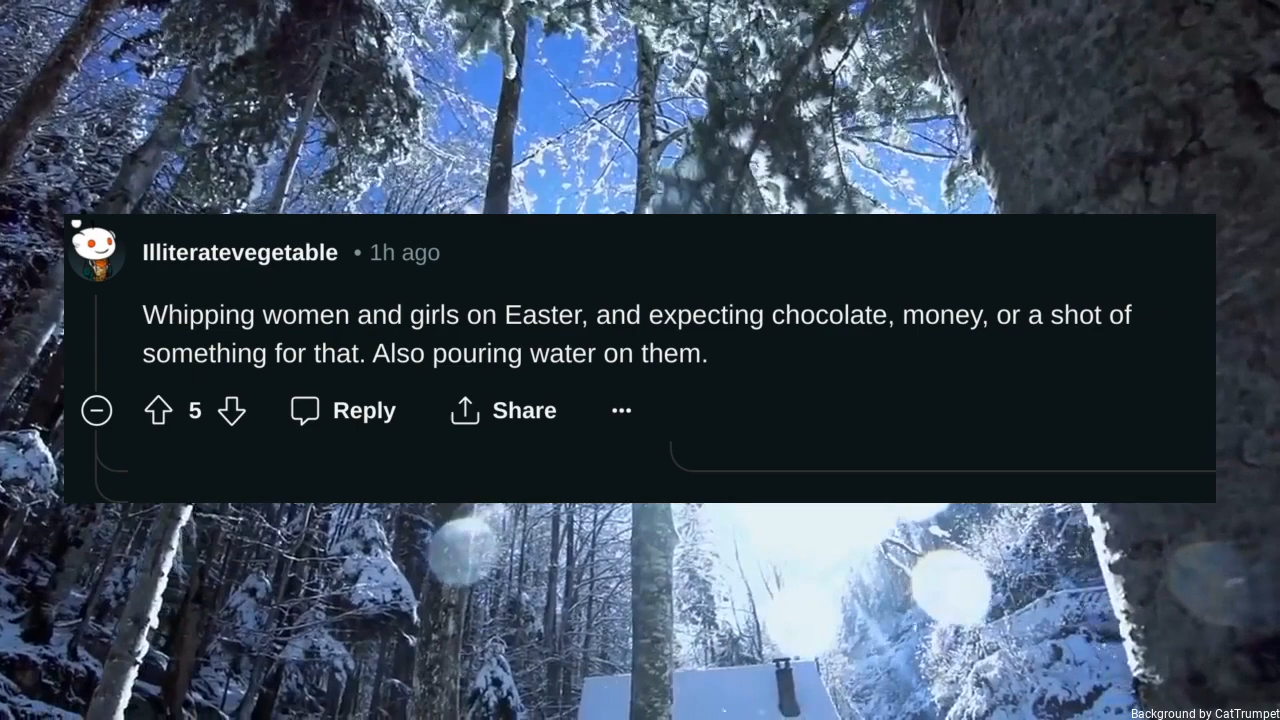 Illiteratevegetable • 1h ago
Whipping women and girls on Easter, and expecting chocolate, money, or a shot of
something for that. Also pouring water on them.
5 Reply Share
Background by CatTrumpet